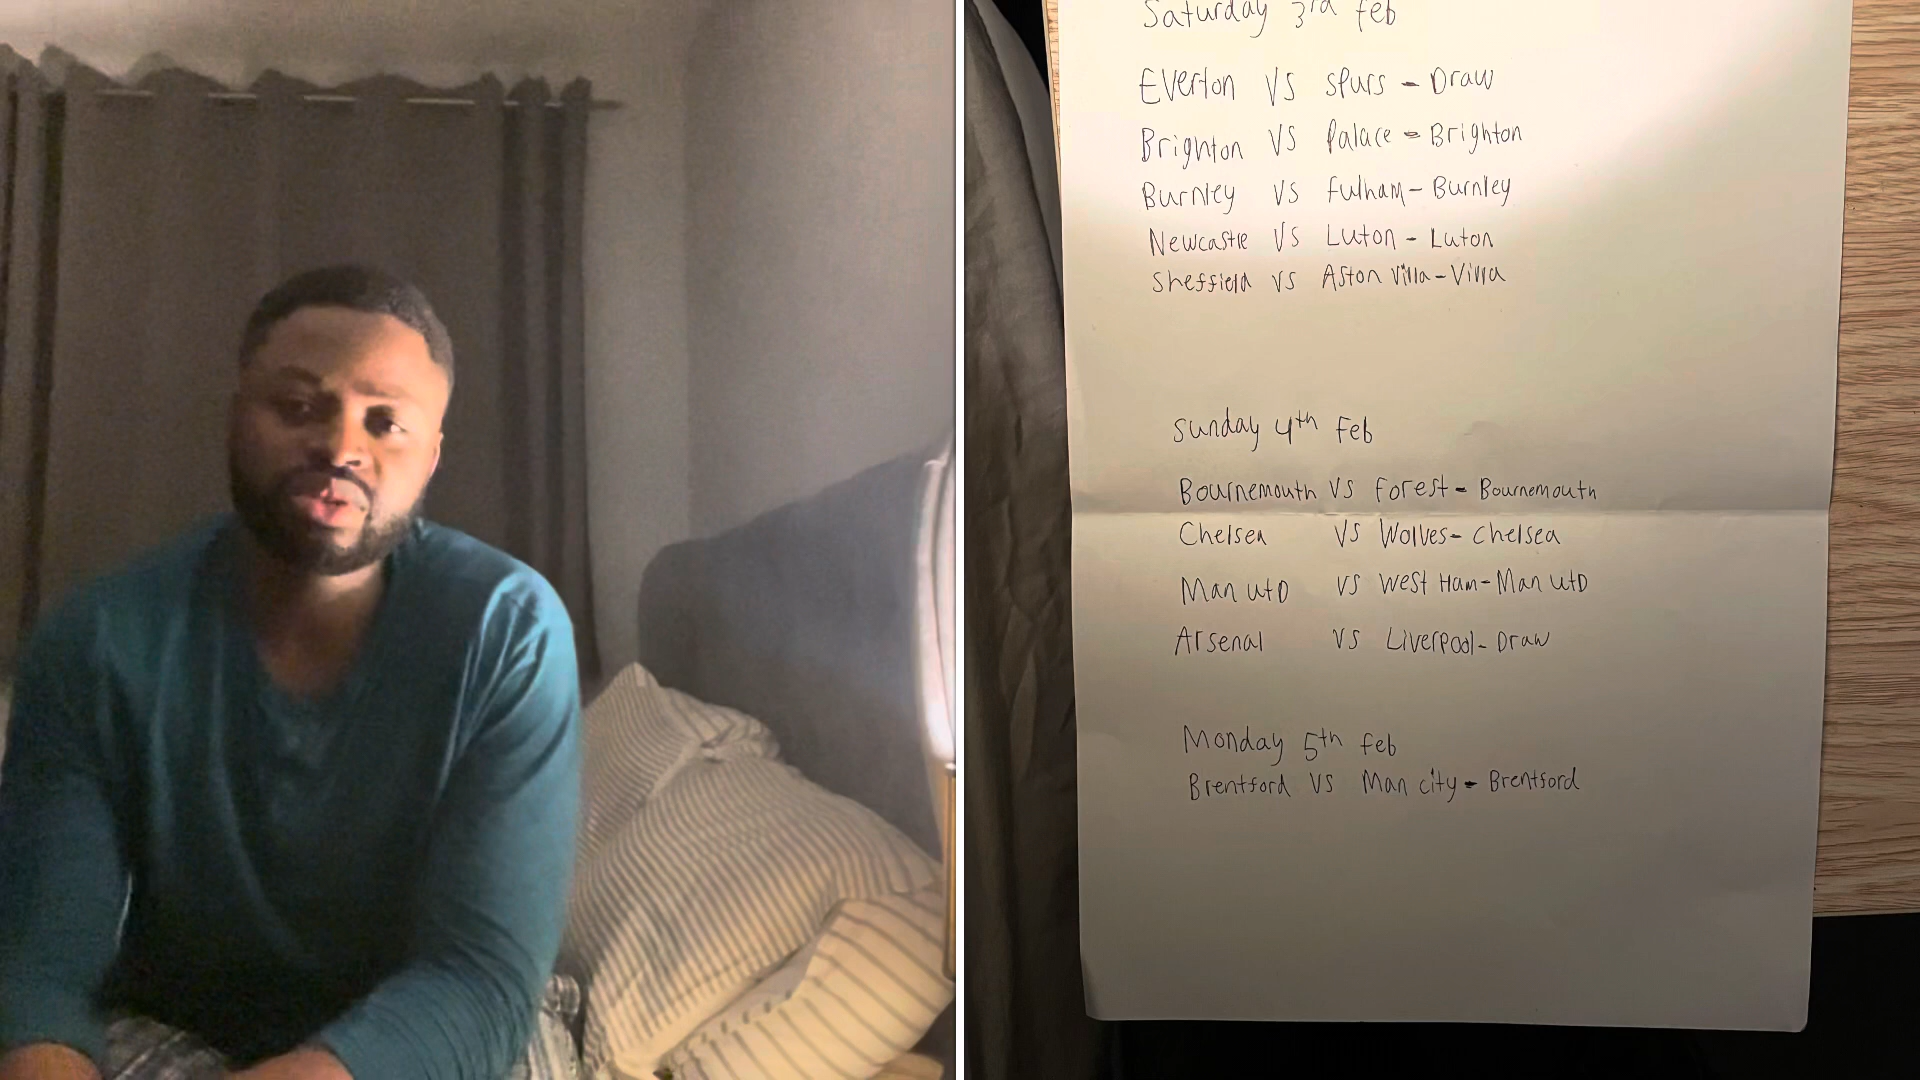 Saturday 3rd Feb
Everton VS Spurs - Draw
Brighton VS Palace - Brighton
Burnley VS Fulham - Burnley
Newcastle VS Luton - Luton
Sheffield VS Aston Villa - Villa
Sunday 4th Feb
Bournemouth VS Forest - Bournemouth
Chelsea VS Wolves - Chelsea
Man utD VS West Ham - Man utD
Arsenal VS Liverpool - Draw
Monday 5th Feb
Brentford VS Man city - Brentford